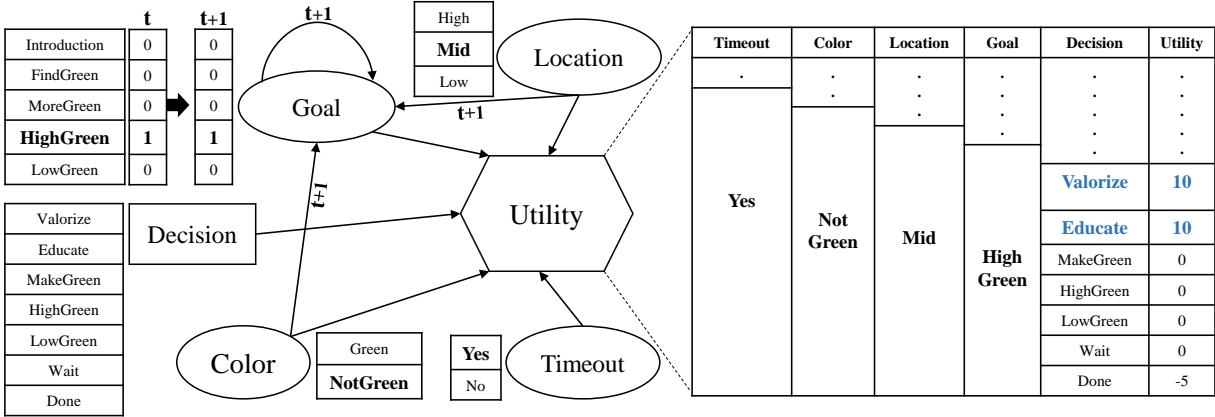 t t+1
Introduction 0 0
FindGreen 0 0
MoreGreen 0 0
HighGreen 1 1
LowGreen 0 0
Valorize
Educate
MakeGreen
HighGreen
LowGreen
Wait
Done
t+1
Goal
High
Mid
Low
Location
t+1
t+1
Decision
Utility
Color
Green
NotGreen
Yes
No
Timeout
Timeout Color Location Goal Decision Utility
. . . . . .
. . . . .
. . . .
. . .
Yes
Not
Green
Mid
High
Green
Valorize 10
Educate 10
MakeGreen 0
HighGreen 0
LowGreen 0
Wait 0
Done -5